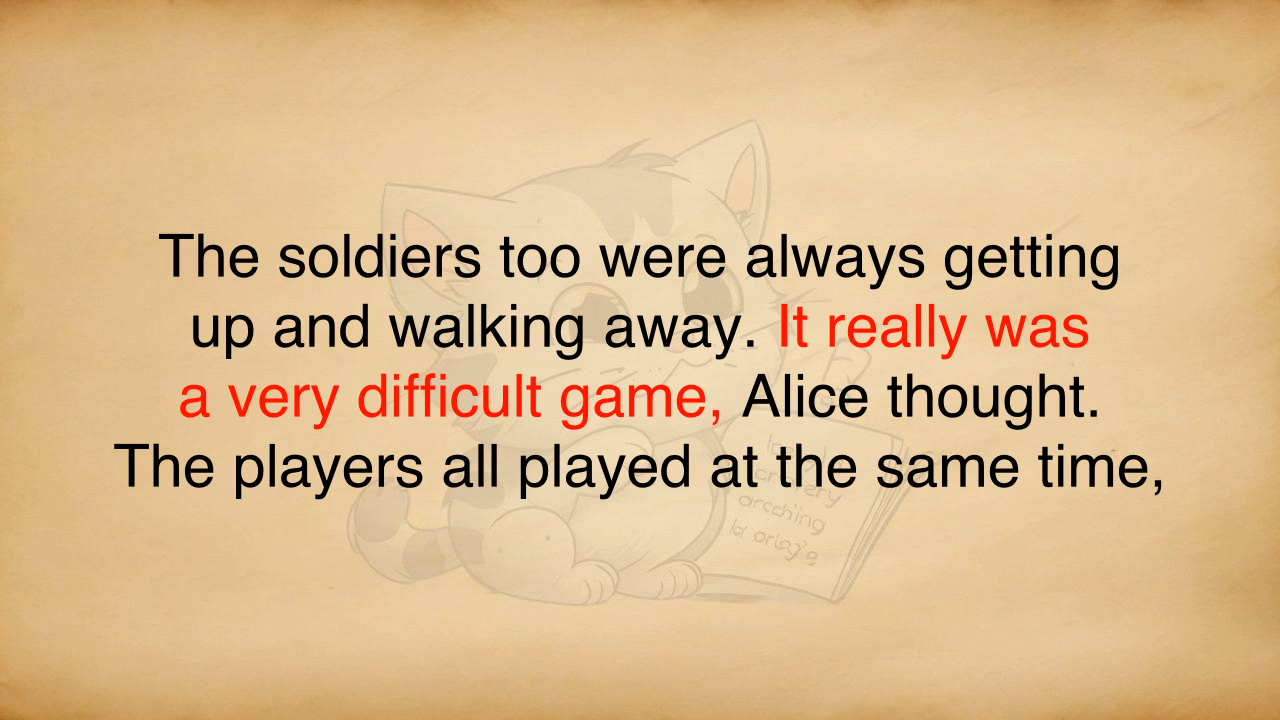 The soldiers too were always getting
up and walking away. It really was
a very difficult game, Alice thought.
The players all played at the same time,